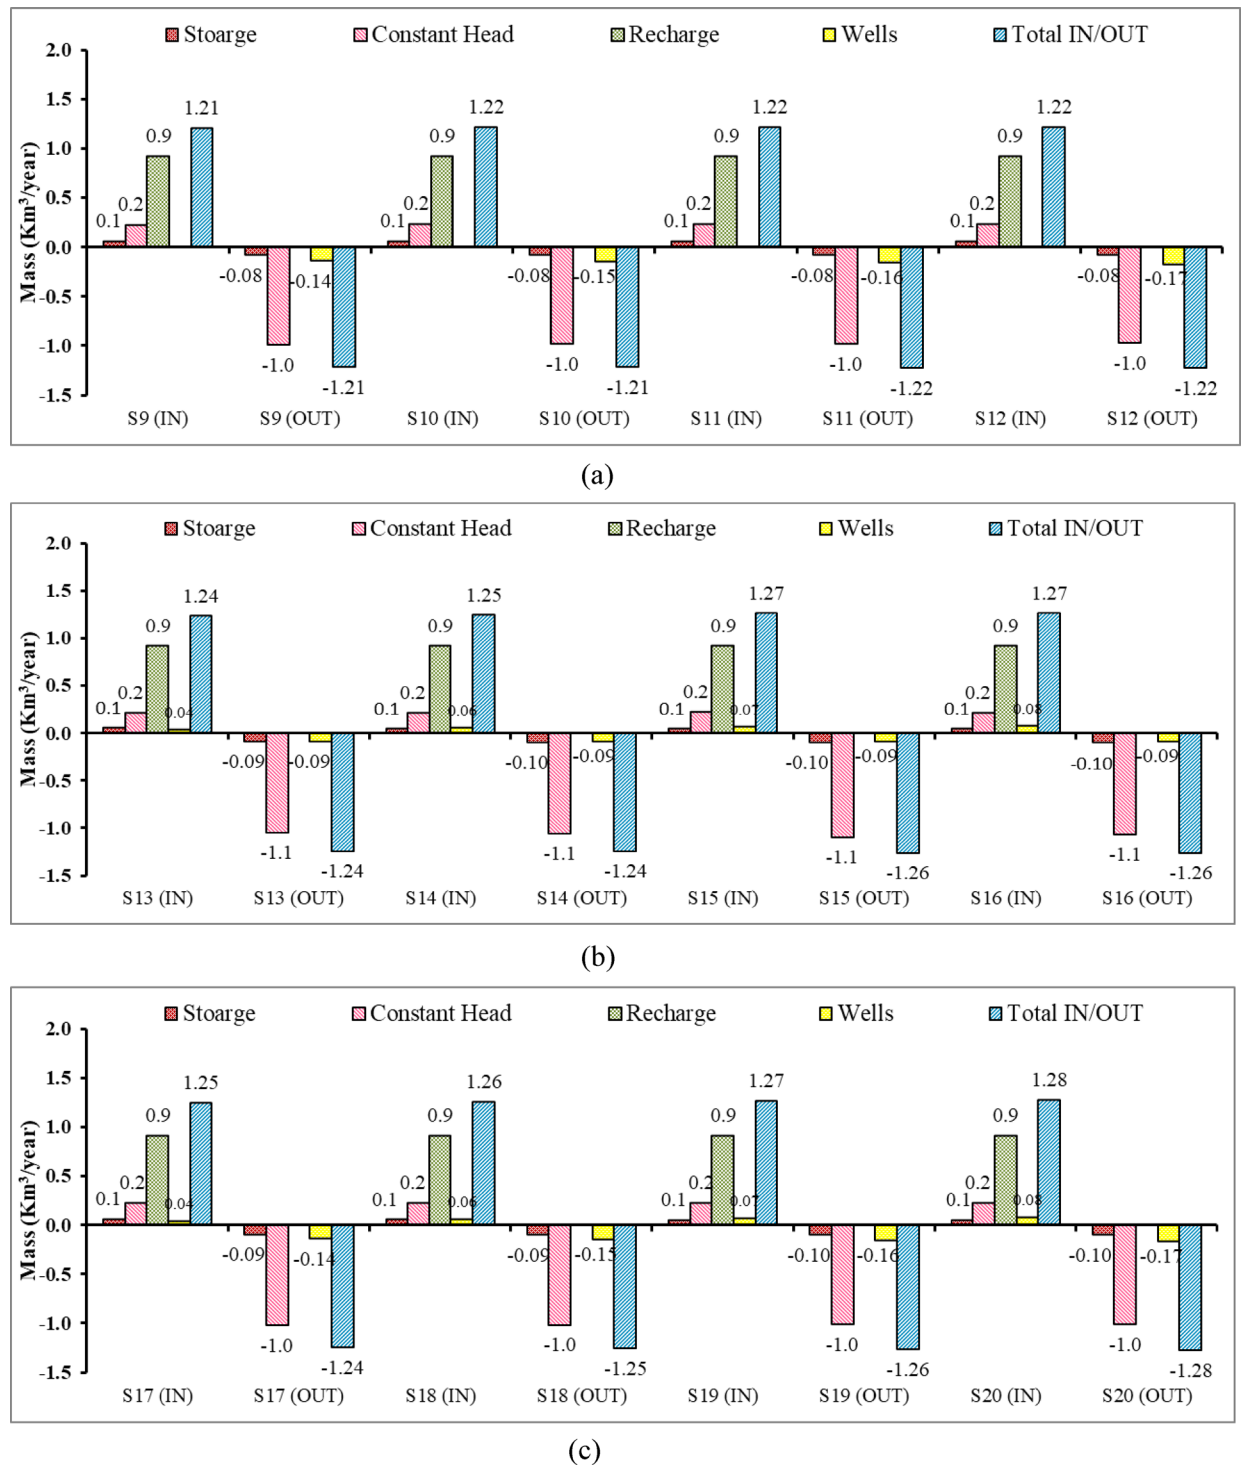 Stoarge Constant Head Recharge Wells Total IN/OUT
Mass (Km³/year)
2.0
1.5
1.0
0.5
0.0
-0.5
-1.0
-1.5
0.1 0.2 0.9 1.21
-0.08 -1.0 -0.14 -1.21
0.1 0.2 0.9 1.22
-0.08 -1.0 -0.15 -1.21
0.1 0.2 0.9 1.22
-0.08 -1.0 -0.16 -1.22
0.1 0.2 0.9 1.22
-0.08 -1.0 -0.17 -1.22
S9 (IN) S9 (OUT) S10 (IN) S10 (OUT) S11 (IN) S11 (OUT) S12 (IN) S12 (OUT)
(a)
Stoarge Constant Head Recharge Wells Total IN/OUT
Mass (Km³/year)
2.0
1.5
1.0
0.5
0.0
-0.5
-1.0
-1.5
0.1 0.2 0.9 0.04 1.24
-0.09 -1.1 -0.09 -1.24
0.1 0.2 0.9 0.06 1.25
-0.10 -1.1 -0.09 -1.24
0.1 0.2 0.9 0.07 1.27
-0.10 -1.1 -0.09 -1.26
0.1 0.2 0.9 0.08 1.27
-0.10 -1.1 -0.09 -1.26
S13 (IN) S13 (OUT) S14 (IN) S14 (OUT) S15 (IN) S15 (OUT) S16 (IN) S16 (OUT)
(b)
Stoarge Constant Head Recharge Wells Total IN/OUT
Mass (Km³/year)
2.0
1.5
1.0
0.5
0.0
-0.5
-1.0
-1.5
0.1 0.2 0.9 0.04 1.25
-0.09 -1.0 -0.14 -1.24
0.1 0.2 0.9 0.06 1.26
-0.09 -1.0 -0.15 -1.25
0.1 0.2 0.9 0.07 1.27
-0.10 -1.0 -0.16 -1.26
0.1 0.2 0.9 0.08 1.28
-0.10 -1.0 -0.17 -1.28
S17 (IN) S17 (OUT) S18 (IN) S18 (OUT) S19 (IN) S19 (OUT) S20 (IN) S20 (OUT)
(c)